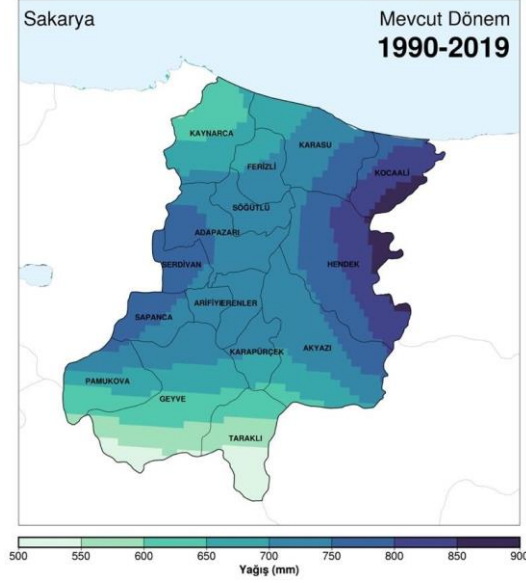 Sakarya
Mevcut Dönem
1990-2019
KAYNARCA
KARASU
FERİZLİ
KOCAALİ
SÖĞÜTLÜ
ADAPAZARI
SERDİVAN
HENDEK
ARİFİYE
ERENLER
SAPANCA
KARAPÜRÇEK
AKYAZI
PAMUKOVA
GEYVE
TARAKLI
500 550 600 650 700 750 800 850 900
Yağış (mm)